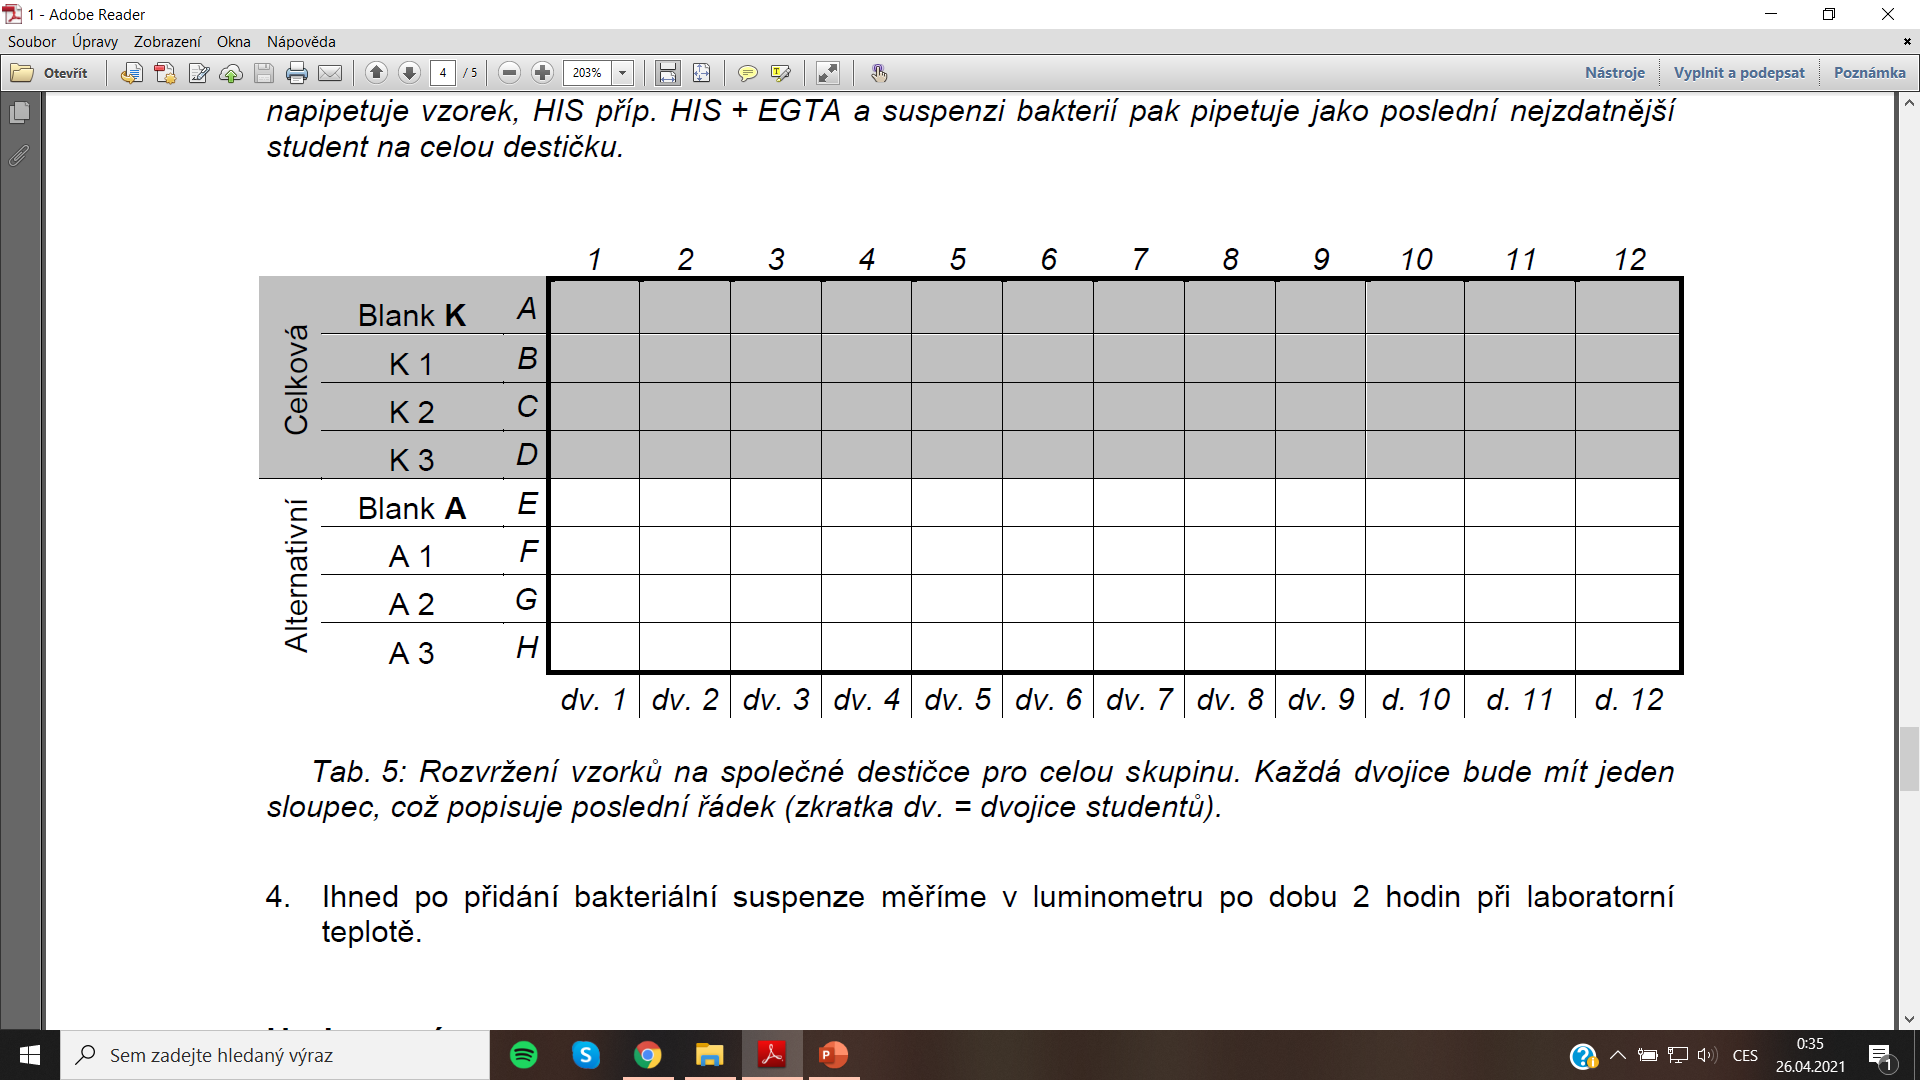 1 - Adobe Reader
Soubor Úpravy Zobrazení Okna Nápověda
Otevřít 4 / 5 203% Nástroje Vyplnit a podepsat Poznámka
napipetuje vzorek, HIS příp. HIS + EGTA a suspenzi bakterií pak pipetuje jako poslední nejzdatnější
student na celou destičku.
1 2 3 4 5 6 7 8 9 10 11 12
Celková
Blank K A
K 1 B
K 2 C
K 3 D
Alternativní
Blank A E
A 1 F
A 2 G
A 3 H
dv. 1 dv. 2 dv. 3 dv. 4 dv. 5 dv. 6 dv. 7 dv. 8 dv. 9 d. 10 d. 11 d. 12
Tab. 5: Rozvržení vzorků na společné destičce pro celou skupinu. Každá dvojice bude mít jeden
sloupec, což popisuje poslední řádek (zkratka dv. = dvojice studentů).
4. Ihned po přidání bakteriální suspenze měříme v luminometru po dobu 2 hodin při laboratorní
teplotě.
Sem zadejte hledaný výraz
CES
0:35
26.04.2021
1